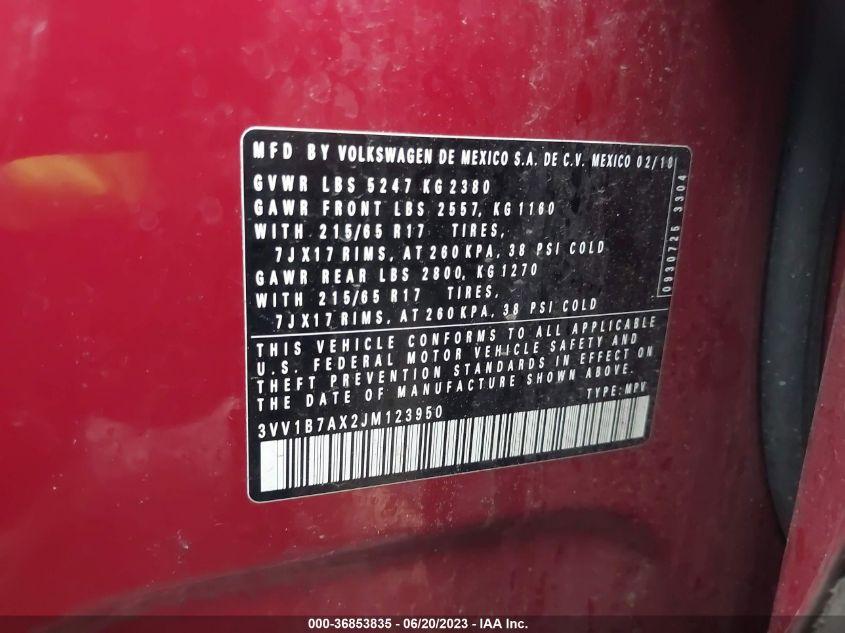 MFD BY VOLKSWAGEN DE MEXICO S.A. DE C.V. MEXICO 02/18
GVWR LBS 5247 KG 2380
GAWR FRONT LBS 2557, KG 1160
WITH 215/65 R17 TIRES,
7JX17 RIMS, AT 260 KPA, 38 PSI COLD
GAWR REAR LBS 2800, KG 1270
WITH 215/65 R17 TIRES,
7JX17 RIMS, AT 260 KPA, 38 PSI COLD
0930725 3304
THIS VEHICLE CONFORMS TO ALL APPLICABLE
U.S. FEDERAL MOTOR VEHICLE SAFETY AND
THEFT PREVENTION STANDARDS IN EFFECT ON
THE DATE OF MANUFACTURE SHOWN ABOVE.
3VV1B7AX2JM123950 TYPE: MPV
000-36853835 - 06/20/2023 - IAA Inc.